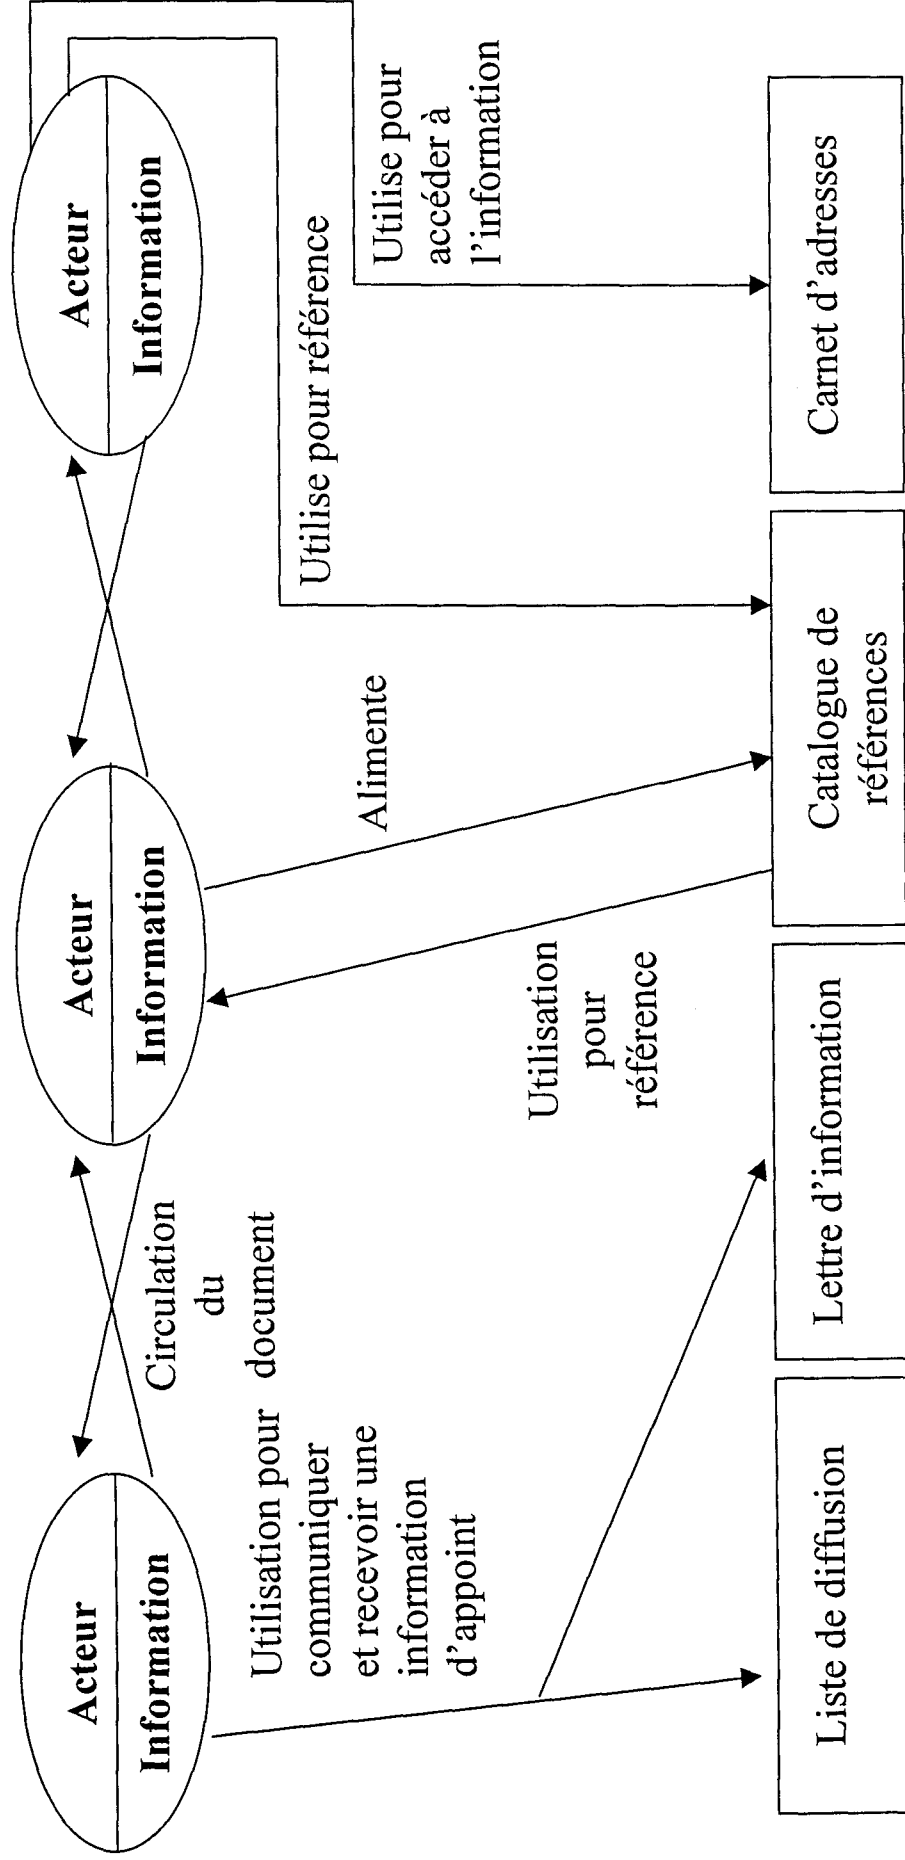 Acteur
Information
Acteur
Information
Acteur
Information
Circulation
du
document
Utilisation pour
communiquer
et recevoir une
information
d'appoint
Alimente
Utilisation
pour
référence
Utilise pour référence
Utilise pour
accéder à
l'information
Liste de diffusion
Lettre d'information
Catalogue de
références
Carnet d'adresses